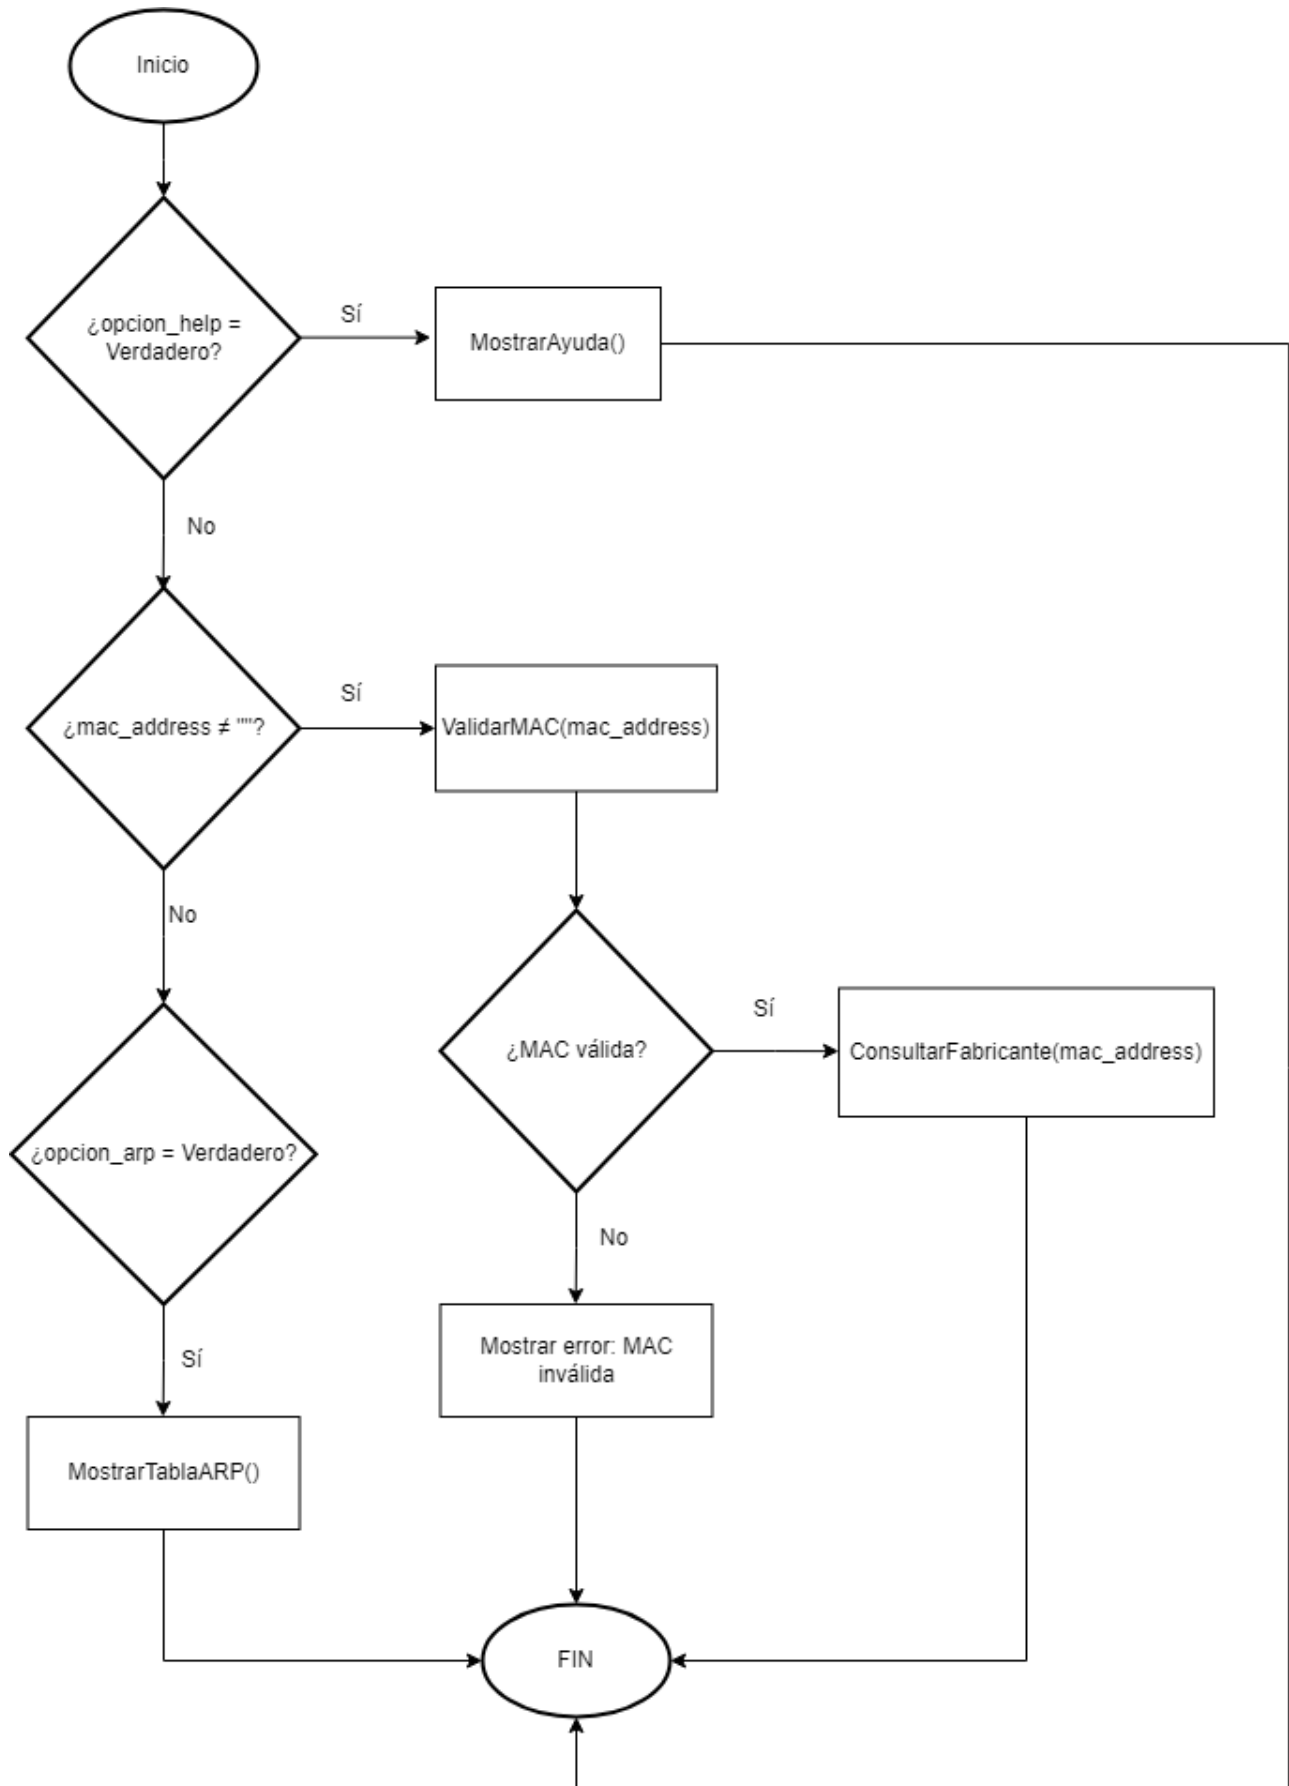 Inicio
¿opcion_help =
Verdadero?
Sí
MostrarAyuda()
No
¿mac_address ≠ ""?
Sí
ValidarMAC(mac_address)
No
¿MAC válida?
Sí
ConsultarFabricante(mac_address)
¿opcion_arp = Verdadero?
No
Mostrar error: MAC
inválida
Sí
MostrarTablaARP()
FIN